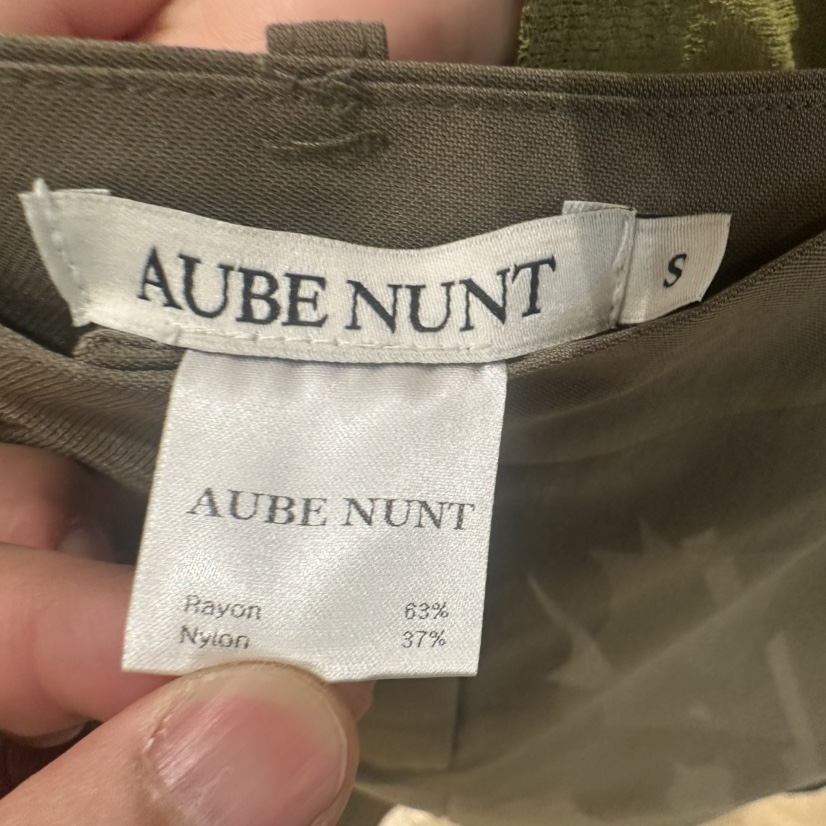 AUBE NUNT
S
AUBE NUNT
Rayon 63%
Nylon 37%